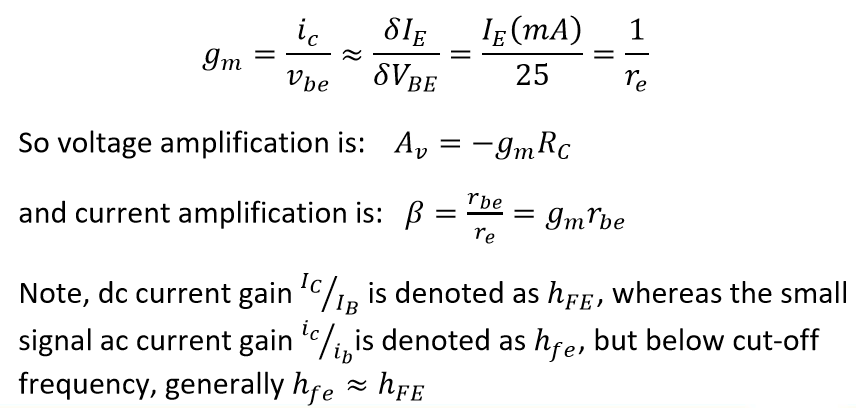 g_m = i_c / v_be ≈ δI_E / δV_BE = I_E(mA) / 25 = 1 / r_e
So voltage amplification is: A_v = −g_m R_C
and current amplification is: β = r_be / r_e = g_m r_be
Note, dc current gain I_C/I_B is denoted as h_FE, whereas the small
signal ac current gain i_c/i_b is denoted as h_fe, but below cut-off
frequency, generally h_fe ≈ h_FE